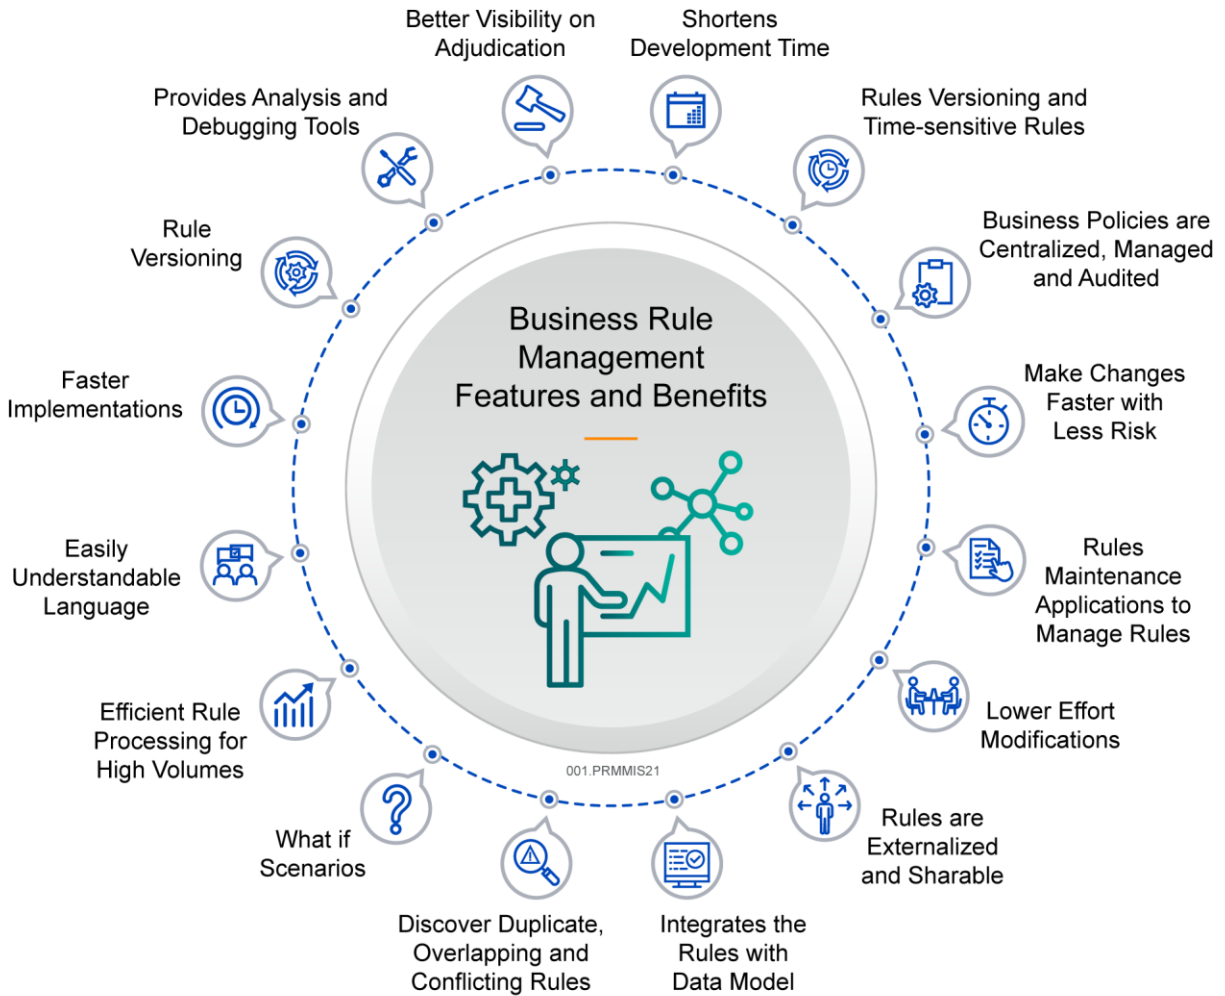 Better Visibility on
Adjudication
Shortens
Development Time
Provides Analysis and
Debugging Tools
Rules Versioning and
Time-sensitive Rules
Rule
Versioning
Business Policies are
Centralized, Managed
and Audited
Business Rule
Management
Features and Benefits
Faster
Implementations
Make Changes
Faster with
Less Risk
Easily
Understandable
Language
Rules
Maintenance
Applications to
Manage Rules
Efficient Rule
Processing for
High Volumes
Lower Effort
Modifications
001.PRMMIS21
What if
Scenarios
Rules are
Externalized
and Sharable
Discover Duplicate,
Overlapping and
Conflicting Rules
Integrates the
Rules with
Data Model